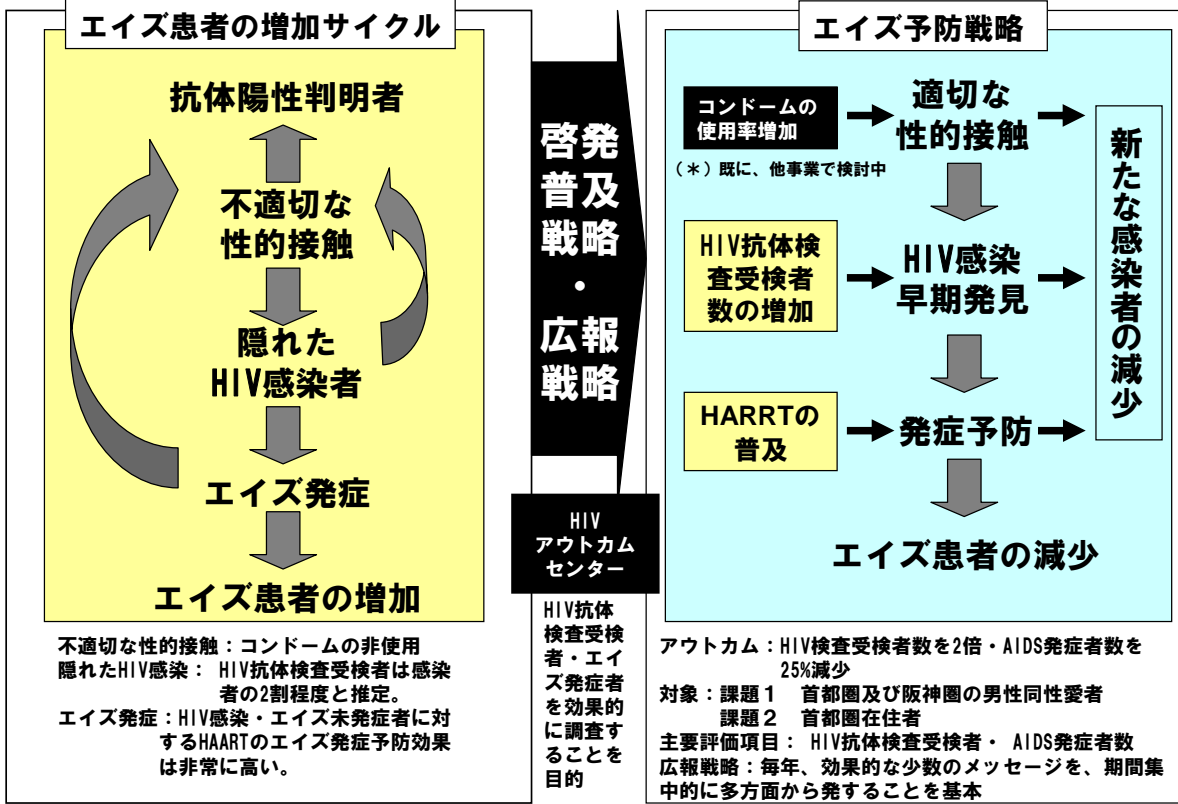 エイズ患者の増加サイクル
抗体陽性判明者
不適切な
性的接触
隠れた
HIV感染者
エイズ発症
エイズ患者の増加
不適切な性的接触：コンドームの非使用
隠れたHIV感染： HIV抗体検査受検者は感染
者の2割程度と推定。
エイズ発症：HIV感染・エイズ未発症者に対
するHAARTのエイズ発症予防効果
は非常に高い。
啓発
普及
戦略
・
広報
戦略
HIV
アウトカム
センター
HIV抗体
検査受検
者・エイ
ズ発症者
を効果的
に調査す
ることを
目的
エイズ予防戦略
コンドームの
使用率増加
（＊）既に、他事業で検討中
適切な
性的接触
HIV抗体検
査受検者
数の増加
HIV感染
早期発見
HARRTの
普及
発症予防
新たな感染者の減少
エイズ患者の減少
アウトカム：HIV検査受検者数を2倍・AIDS発症者数を
25%減少
対象：課題１ 首都圏及び阪神圏の男性同性愛者
課題２ 首都圏在住者
主要評価項目： HIV抗体検査受検者・ AIDS発症者数
広報戦略：毎年、効果的な少数のメッセージを、期間集
中的に多方面から発することを基本